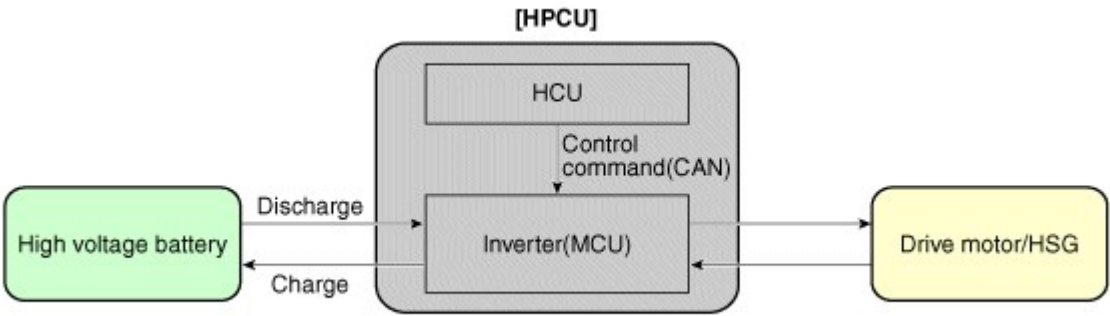 [HPCU]
HCU
Control
command(CAN)
Discharge
High voltage battery
Inverter(MCU)
Drive motor/HSG
Charge